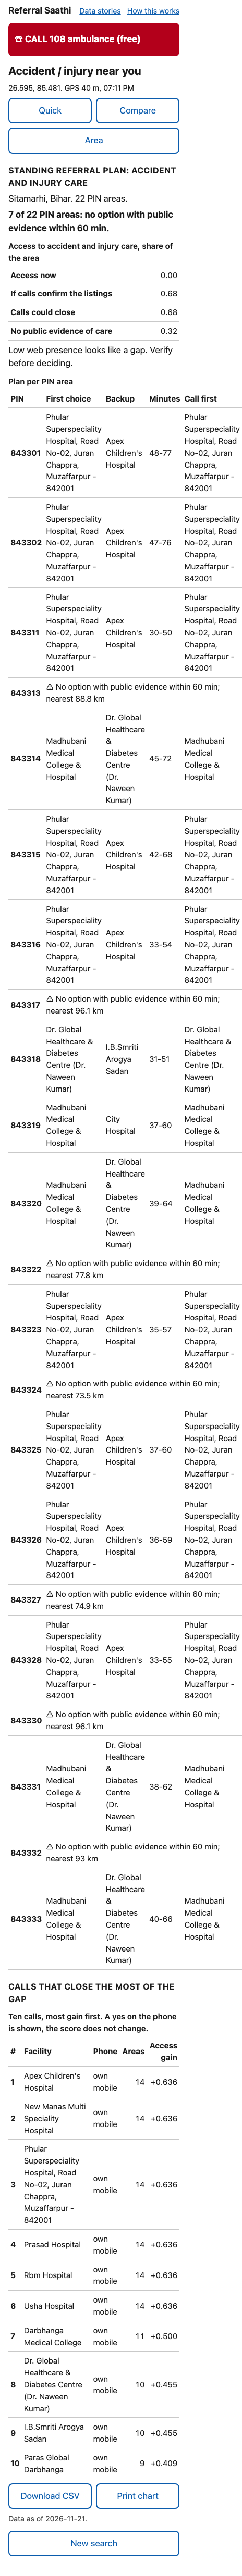 Referral Saathi Data stories How this works
☎ CALL 108 ambulance (free)
Accident / injury near you
26.595, 85.481. GPS 40 m, 07:11 PM
Quick Compare
Area
STANDING REFERRAL PLAN: ACCIDENT
AND INJURY CARE
Sitamarhi, Bihar. 22 PIN areas.
7 of 22 PIN areas: no option with public
evidence within 60 min.
Access to accident and injury care, share of
the area
Access now 0.00
If calls confirm the listings 0.68
Calls could close 0.68
No public evidence of care 0.32
Low web presence looks like a gap. Verify
before deciding.
Plan per PIN area
PIN First choice Backup Minutes Call first
843301 Phular Superspeciality Hospital, Road No-02, Juran Chappra, Muzaffarpur - 842001 Apex Children's Hospital 48-77 Phular Superspeciality Hospital, Road No-02, Juran Chappra, Muzaffarpur - 842001
843302 Phular Superspeciality Hospital, Road No-02, Juran Chappra, Muzaffarpur - 842001 Apex Children's Hospital 47-76 Phular Superspeciality Hospital, Road No-02, Juran Chappra, Muzaffarpur - 842001
843311 Phular Superspeciality Hospital, Road No-02, Juran Chappra, Muzaffarpur - 842001 Apex Children's Hospital 30-50 Phular Superspeciality Hospital, Road No-02, Juran Chappra, Muzaffarpur - 842001
843313 ⚠ No option with public evidence within 60 min; nearest 88.8 km
843314 Madhubani Medical College & Hospital Dr. Global Healthcare & Diabetes Centre (Dr. Naween Kumar) 45-72 Madhubani Medical College & Hospital
843315 Phular Superspeciality Hospital, Road No-02, Juran Chappra, Muzaffarpur - 842001 Apex Children's Hospital 42-68 Phular Superspeciality Hospital, Road No-02, Juran Chappra, Muzaffarpur - 842001
843316 Phular Superspeciality Hospital, Road No-02, Juran Chappra, Muzaffarpur - 842001 Apex Children's Hospital 33-54 Phular Superspeciality Hospital, Road No-02, Juran Chappra, Muzaffarpur - 842001
843317 ⚠ No option with public evidence within 60 min; nearest 96.1 km
843318 Dr. Global Healthcare & Diabetes Centre (Dr. Naween Kumar) I.B.Smriti Arogya Sadan 31-51 Dr. Global Healthcare & Diabetes Centre (Dr. Naween Kumar)
843319 Madhubani Medical College & Hospital City Hospital 37-60 Madhubani Medical College & Hospital
843320 Madhubani Medical College & Hospital Dr. Global Healthcare & Diabetes Centre (Dr. Naween Kumar) 39-64 Madhubani Medical College & Hospital
843322 ⚠ No option with public evidence within 60 min; nearest 77.8 km
843323 Phular Superspeciality Hospital, Road No-02, Juran Chappra, Muzaffarpur - 842001 Apex Children's Hospital 35-57 Phular Superspeciality Hospital, Road No-02, Juran Chappra, Muzaffarpur - 842001
843324 ⚠ No option with public evidence within 60 min; nearest 73.5 km
843325 Phular Superspeciality Hospital, Road No-02, Juran Chappra, Muzaffarpur - 842001 Apex Children's Hospital 37-60 Phular Superspeciality Hospital, Road No-02, Juran Chappra, Muzaffarpur - 842001
843326 Phular Superspeciality Hospital, Road No-02, Juran Chappra, Muzaffarpur - 842001 Apex Children's Hospital 36-59 Phular Superspeciality Hospital, Road No-02, Juran Chappra, Muzaffarpur - 842001
843327 ⚠ No option with public evidence within 60 min; nearest 74.9 km
843328 Phular Superspeciality Hospital, Road No-02, Juran Chappra, Muzaffarpur - 842001 Apex Children's Hospital 33-55 Phular Superspeciality Hospital, Road No-02, Juran Chappra, Muzaffarpur - 842001
843330 ⚠ No option with public evidence within 60 min; nearest 96.1 km
843331 Madhubani Medical College & Hospital Dr. Global Healthcare & Diabetes Centre (Dr. Naween Kumar) 38-62 Madhubani Medical College & Hospital
843332 ⚠ No option with public evidence within 60 min; nearest 93 km
843333 Madhubani Medical College & Hospital Dr. Global Healthcare & Diabetes Centre (Dr. Naween Kumar) 40-66 Madhubani Medical College & Hospital
CALLS THAT CLOSE THE MOST OF THE
GAP
Ten calls, most gain first. A yes on the phone
is shown, the score does not change.
# Facility Phone Areas Access gain
1 Apex Children's Hospital own mobile 14 +0.636
2 New Manas Multi Speciality Hospital own mobile 14 +0.636
3 Phular Superspeciality Hospital, Road No-02, Juran Chappra, Muzaffarpur - 842001 own mobile 14 +0.636
4 Prasad Hospital own mobile 14 +0.636
5 Rbm Hospital own mobile 14 +0.636
6 Usha Hospital own mobile 14 +0.636
7 Darbhanga Medical College own mobile 11 +0.500
8 Dr. Global Healthcare & Diabetes Centre (Dr. Naween Kumar) own mobile 10 +0.455
9 I.B.Smriti Arogya Sadan own mobile 10 +0.455
10 Paras Global Darbhanga own mobile 9 +0.409
Download CSV Print chart
Data as of 2026-11-21.
New search